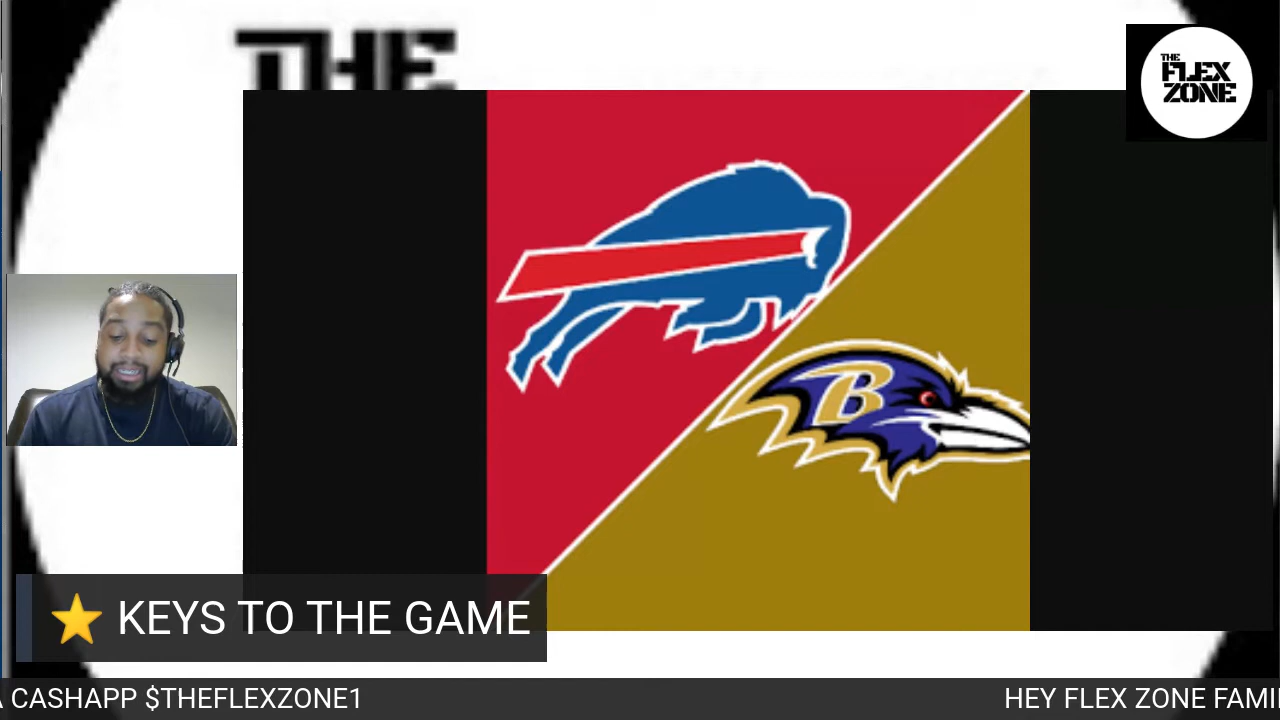 THE
THE
FLEX
ZONE
B
⭐ KEYS TO THE GAME
A CASHAPP $THEFLEXZONE1
HEY FLEX ZONE FAMI